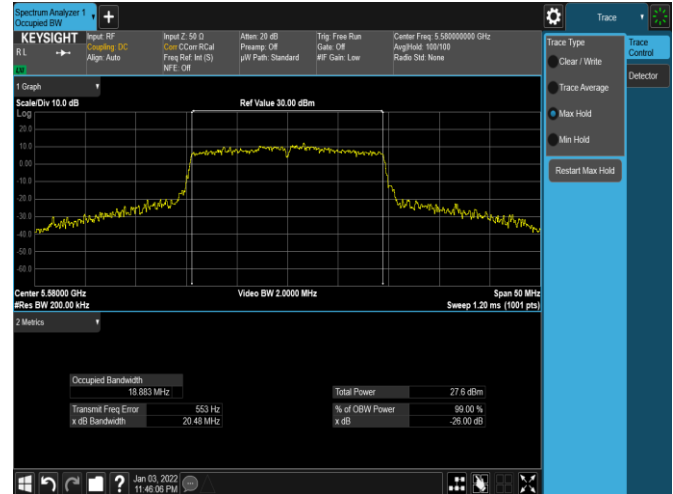 Spectrum Analyzer 1
Occupied BW
Trace
KEYSIGHT
Input: RF
Input Z: 50 Ω
Atten: 20 dB
Trig: Free Run
Center Freq: 5.580000000 GHz
RL
Coupling: DC
Corr CCorr RCal
Preamp: Off
Gate: Off
Avg|Hold: 100/100
Align: Auto
Freq Ref: Int (S)
µW Path: Standard
#IF Gain: Low
Radio Std: None
NFE: Off
Trace Type
Clear / Write
Trace Average
Max Hold
Min Hold
Restart Max Hold
Trace Control
Detector
1 Graph
Scale/Div 10.0 dB
Ref Value 30.00 dBm
Log
20.0
10.0
0.00
-10.0
-20.0
-30.0
-40.0
-50.0
-60.0
Center 5.58000 GHz
Video BW 2.0000 MHz
Span 50 MHz
#Res BW 200.00 kHz
Sweep 1.20 ms (1001 pts)
2 Metrics
Occupied Bandwidth
18.883 MHz
Total Power
27.6 dBm
Transmit Freq Error
553 Hz
% of OBW Power
99.00 %
x dB Bandwidth
20.48 MHz
x dB
-26.00 dB
?
Jan 03, 2022
11:46:06 PM